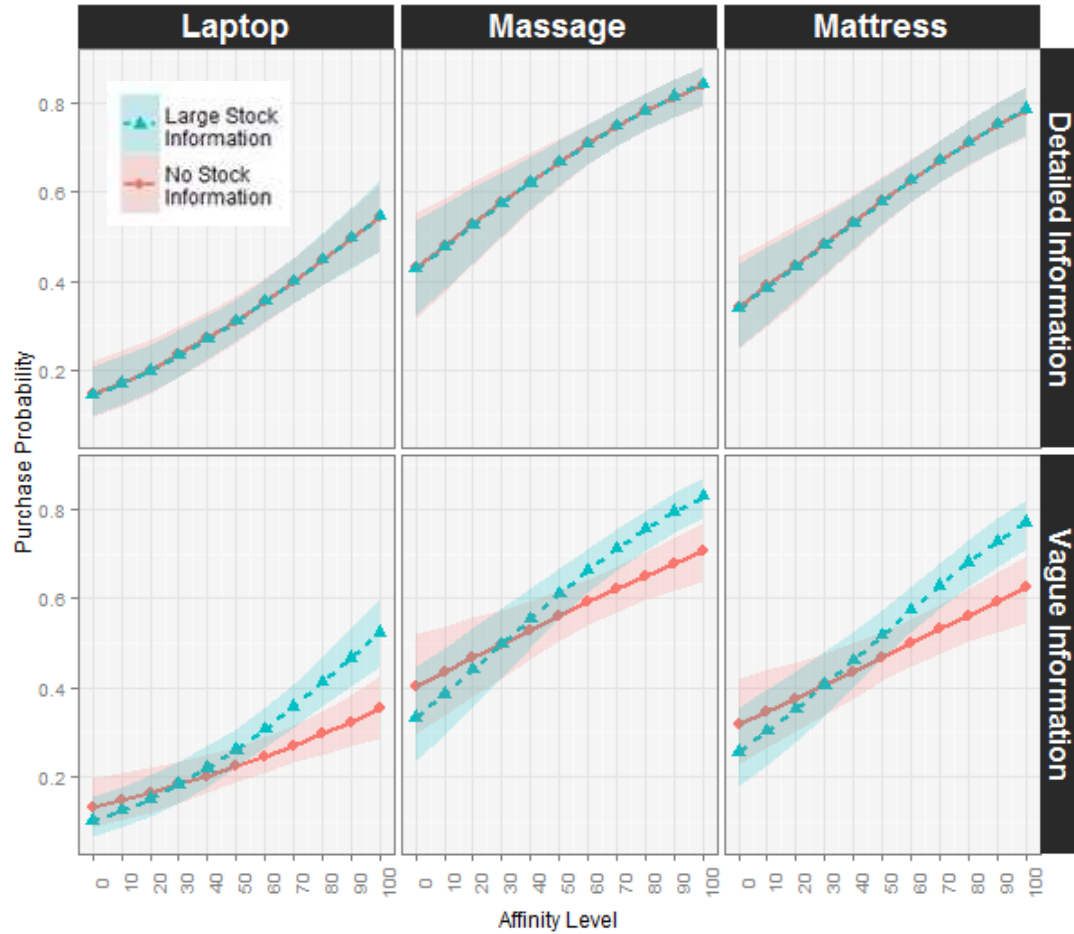 Laptop
Massage
Mattress
Large Stock
Information
No Stock
Information
0.8
0.6
0.4
0.2
Detailed Information
Purchase Probability
0.8
0.6
0.4
0.2
Vague Information
0 10 20 30 40 50 60 70 80 90 100
0 10 20 30 40 50 60 70 80 90 100
0 10 20 30 40 50 60 70 80 90 100
Affinity Level